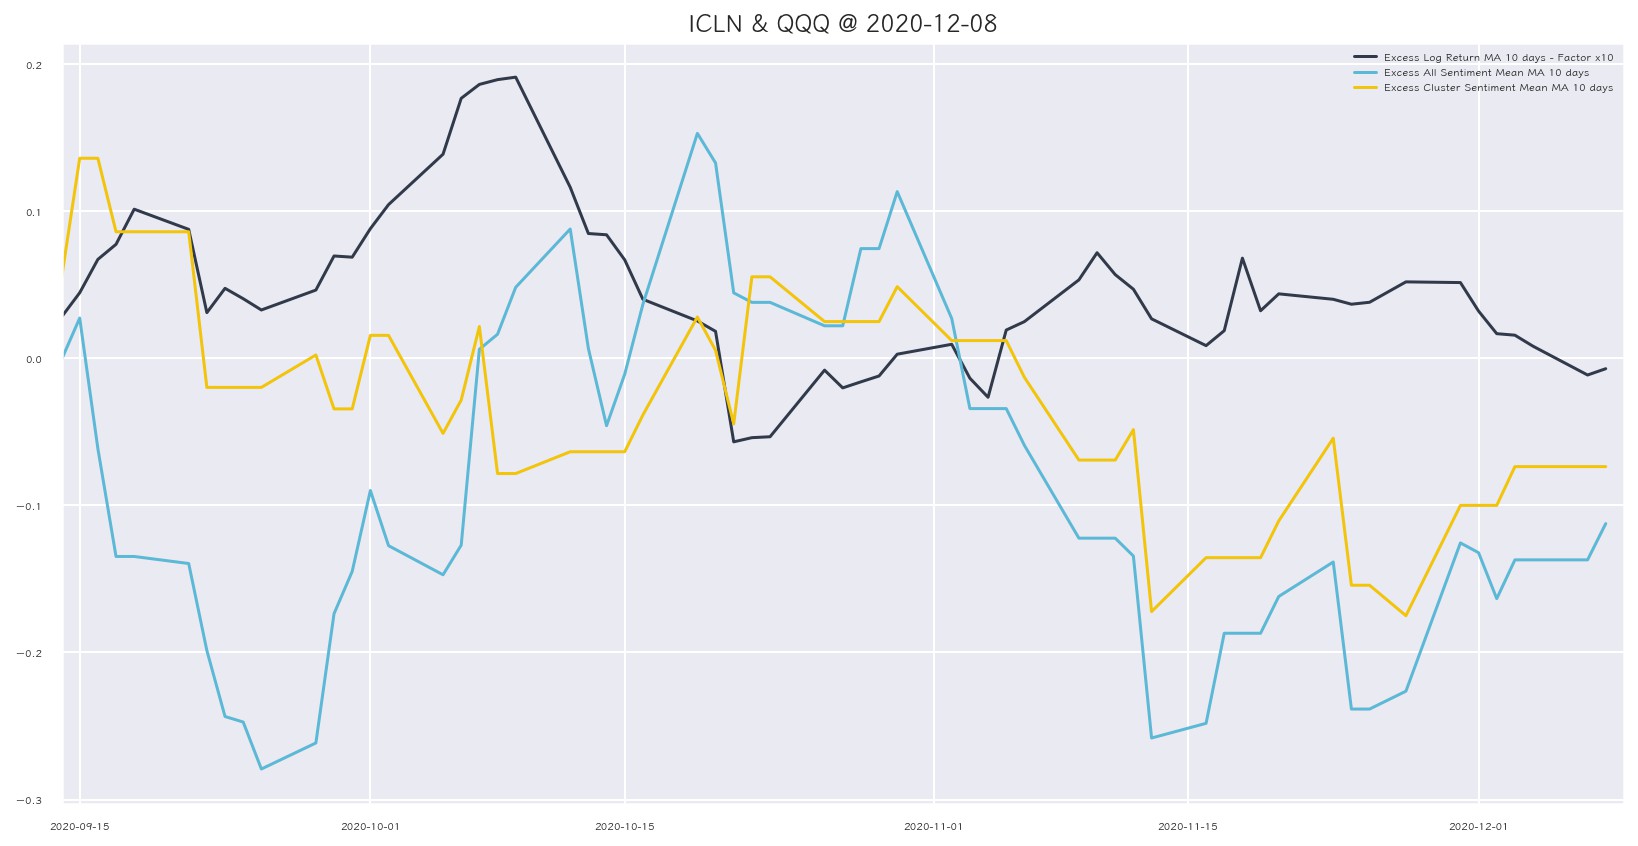 ICLN & QQQ @ 2020-12-08
Excess Log Return MA 10 days - Factor x10
Excess All Sentiment Mean MA 10 days
Excess Cluster Sentiment Mean MA 10 days
0.2
0.1
0.0
−0.1
−0.2
−0.3
2020-09-15 2020-10-01 2020-10-15 2020-11-01 2020-11-15 2020-12-01